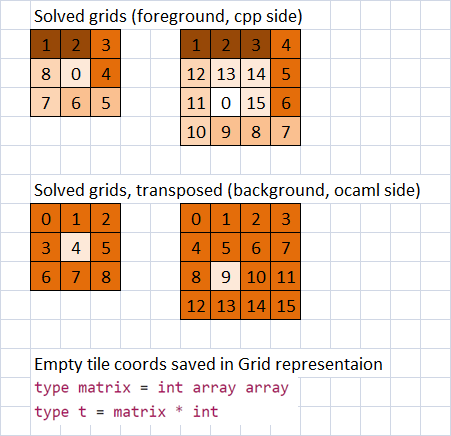 Solved grids (foreground, cpp side)
1 2 3 1 2 3 4
8 0 4 12 13 14 5
7 6 5 11 0 15 6
10 9 8 7
Solved grids, transposed (background, ocaml side)
0 1 2 0 1 2 3
3 4 5 4 5 6 7
6 7 8 8 9 10 11
12 13 14 15
Empty tile coords saved in Grid representaion
type matrix = int array array
type t = matrix * int